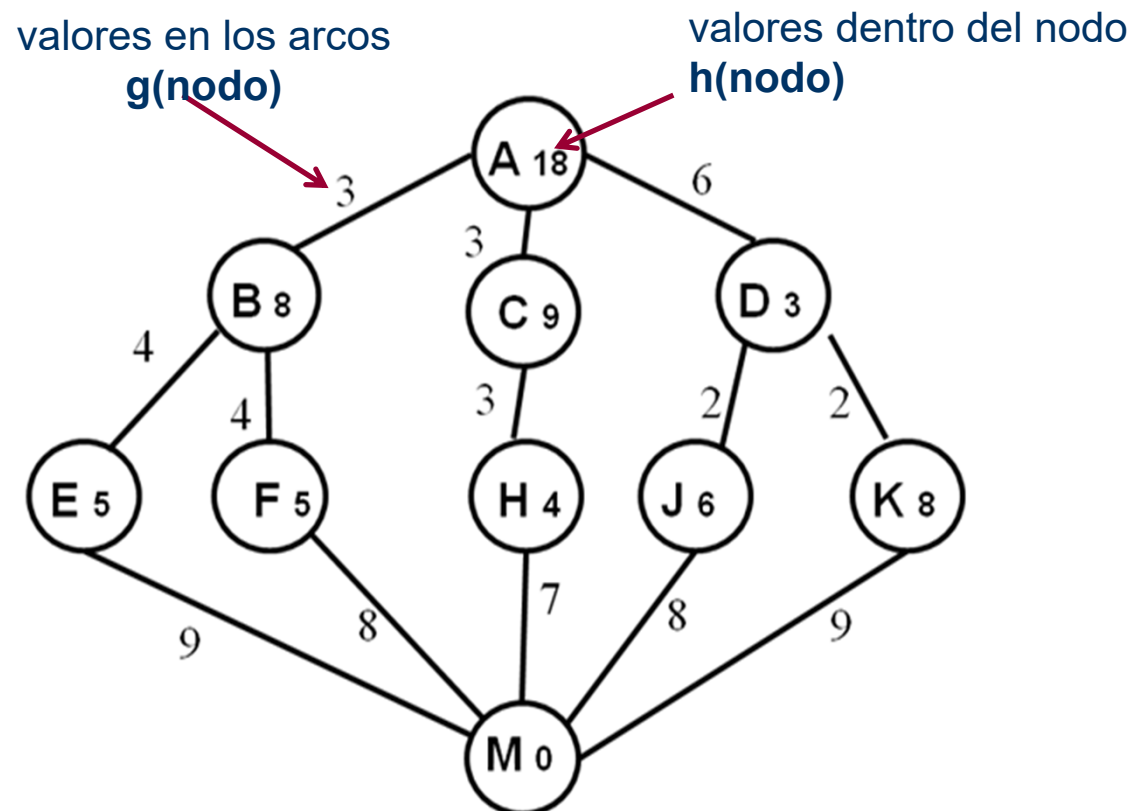 valores en los arcos
g(nodo)
valores dentro del nodo
h(nodo)
A 18
3
3
6
B 8
C 9
D 3
4
4
3
2
2
E 5
F 5
H 4
J 6
K 8
9
8
7
8
9
M 0